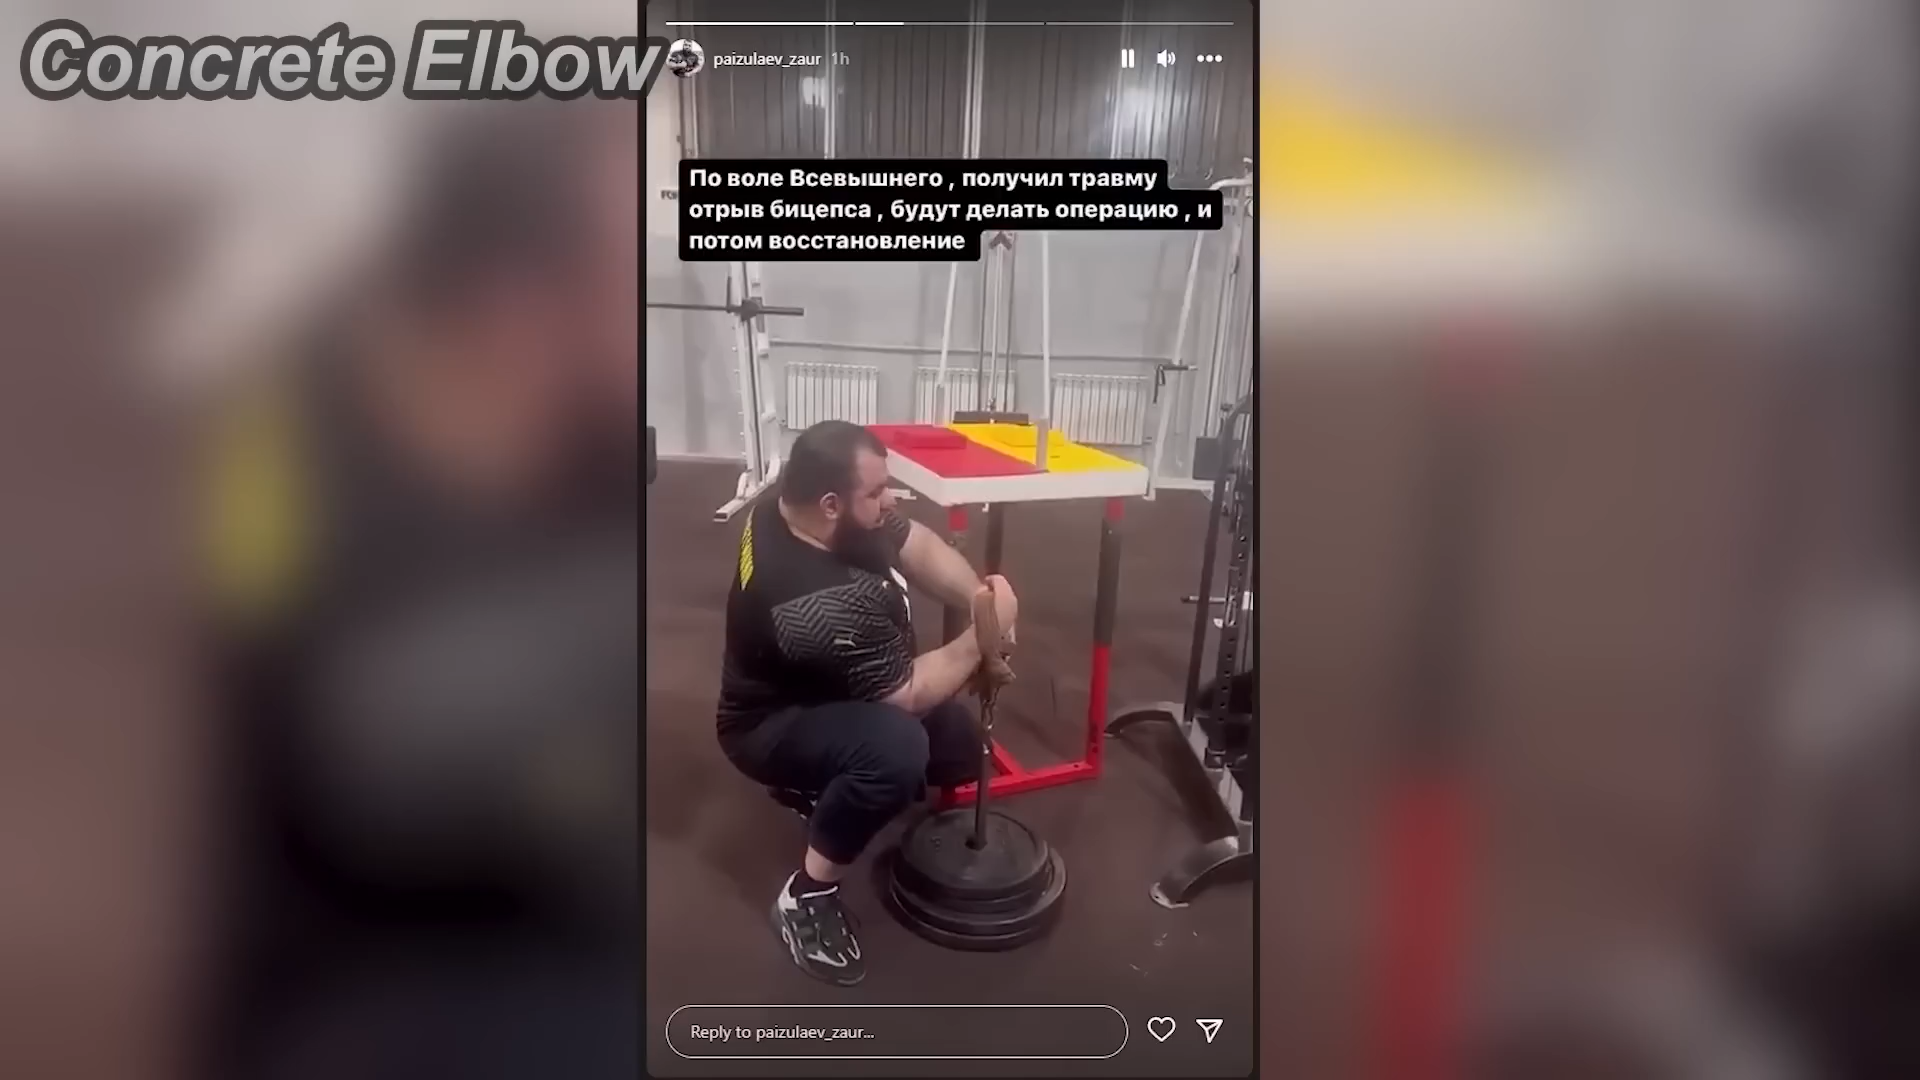 Concrete Elbow
paizulaev_zaur 1h
По воле Всевышнего , получил травму
отрыв бицепса , будут делать операцию , и
потом восстановление
Reply to paizulaev_zaur...